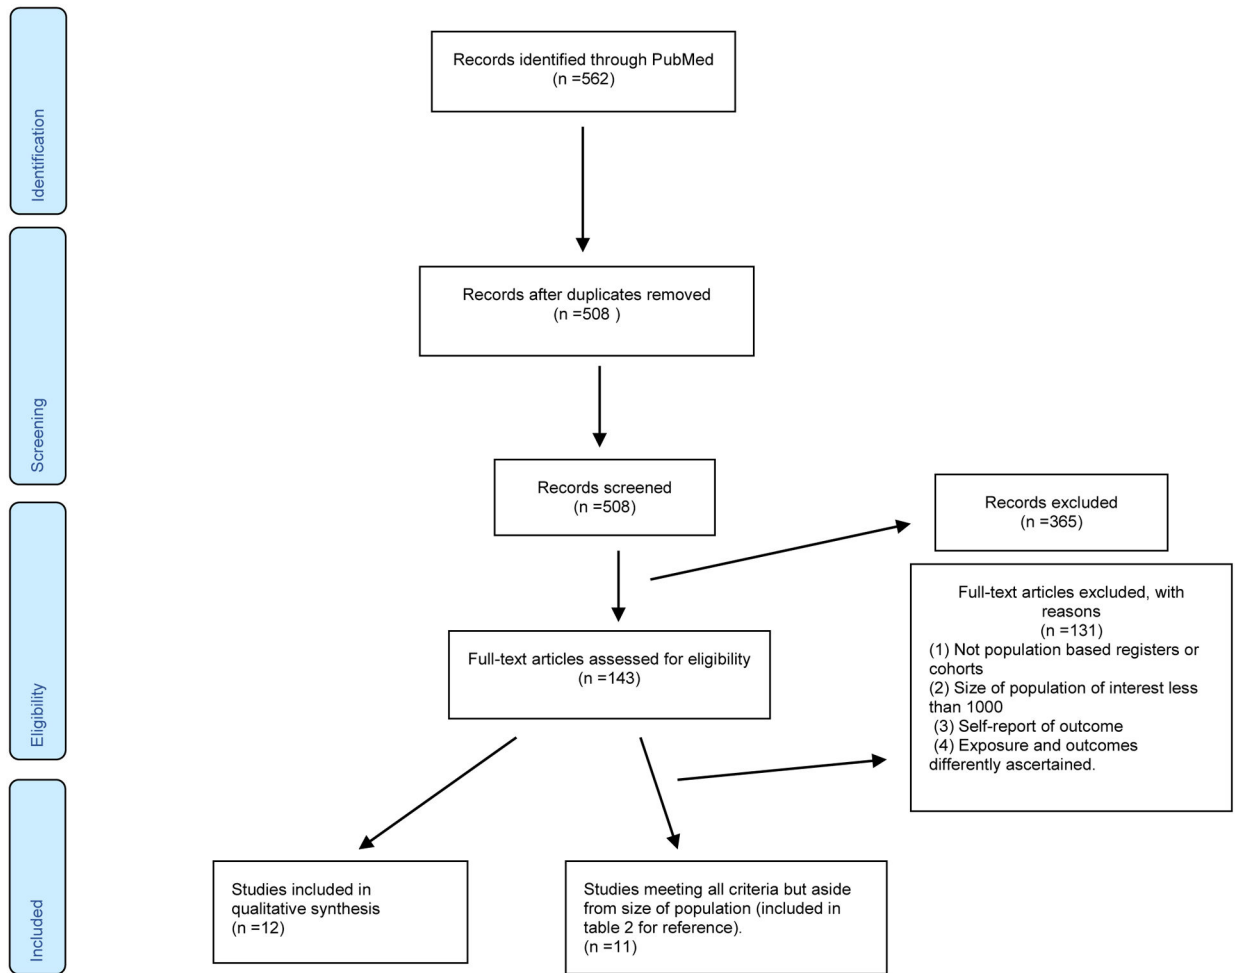 Identification
Records identified through PubMed
(n =562)
Screening
Records after duplicates removed
(n =508 )
Records screened
(n =508)
Records excluded
(n =365)
Eligibility
Full-text articles assessed for eligibility
(n =143)
Full-text articles excluded, with
reasons
(n =131)
(1) Not population based registers or
cohorts
(2) Size of population of interest less
than 1000
(3) Self-report of outcome
(4) Exposure and outcomes
differently ascertained.
Included
Studies included in
qualitative synthesis
(n =12)
Studies meeting all criteria but aside
from size of population (included in
table 2 for reference).
(n =11)